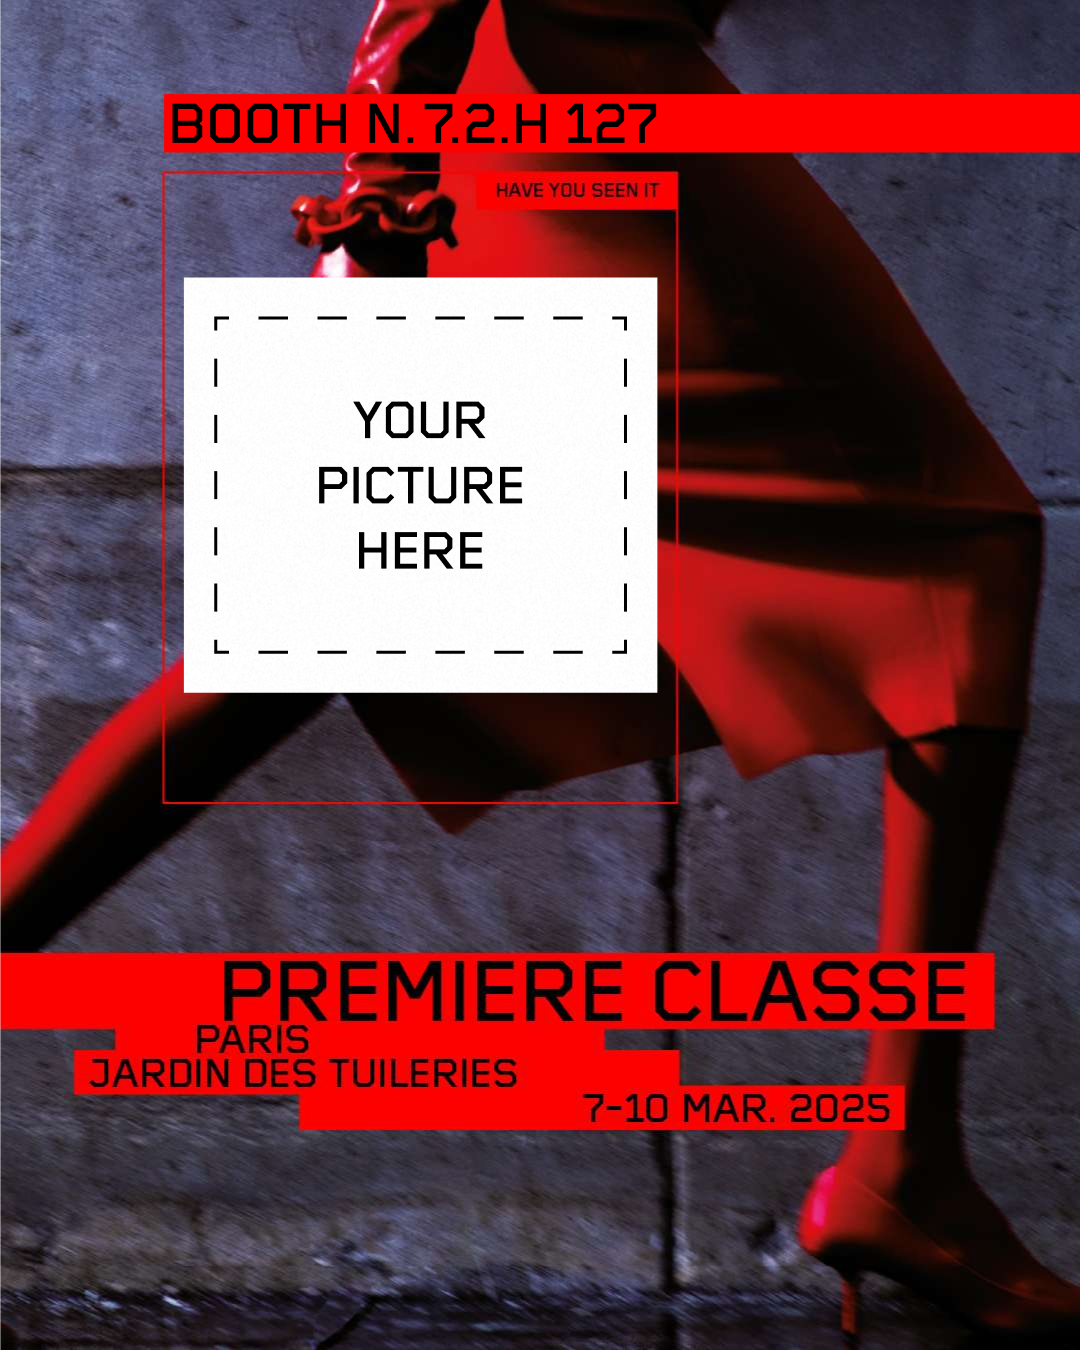 BOOTH N. 7.2.H 127
HAVE YOU SEEN IT
YOUR
PICTURE
HERE
PREMIERE CLASSE
PARIS
JARDIN DES TUILERIES
7-10 MAR. 2025